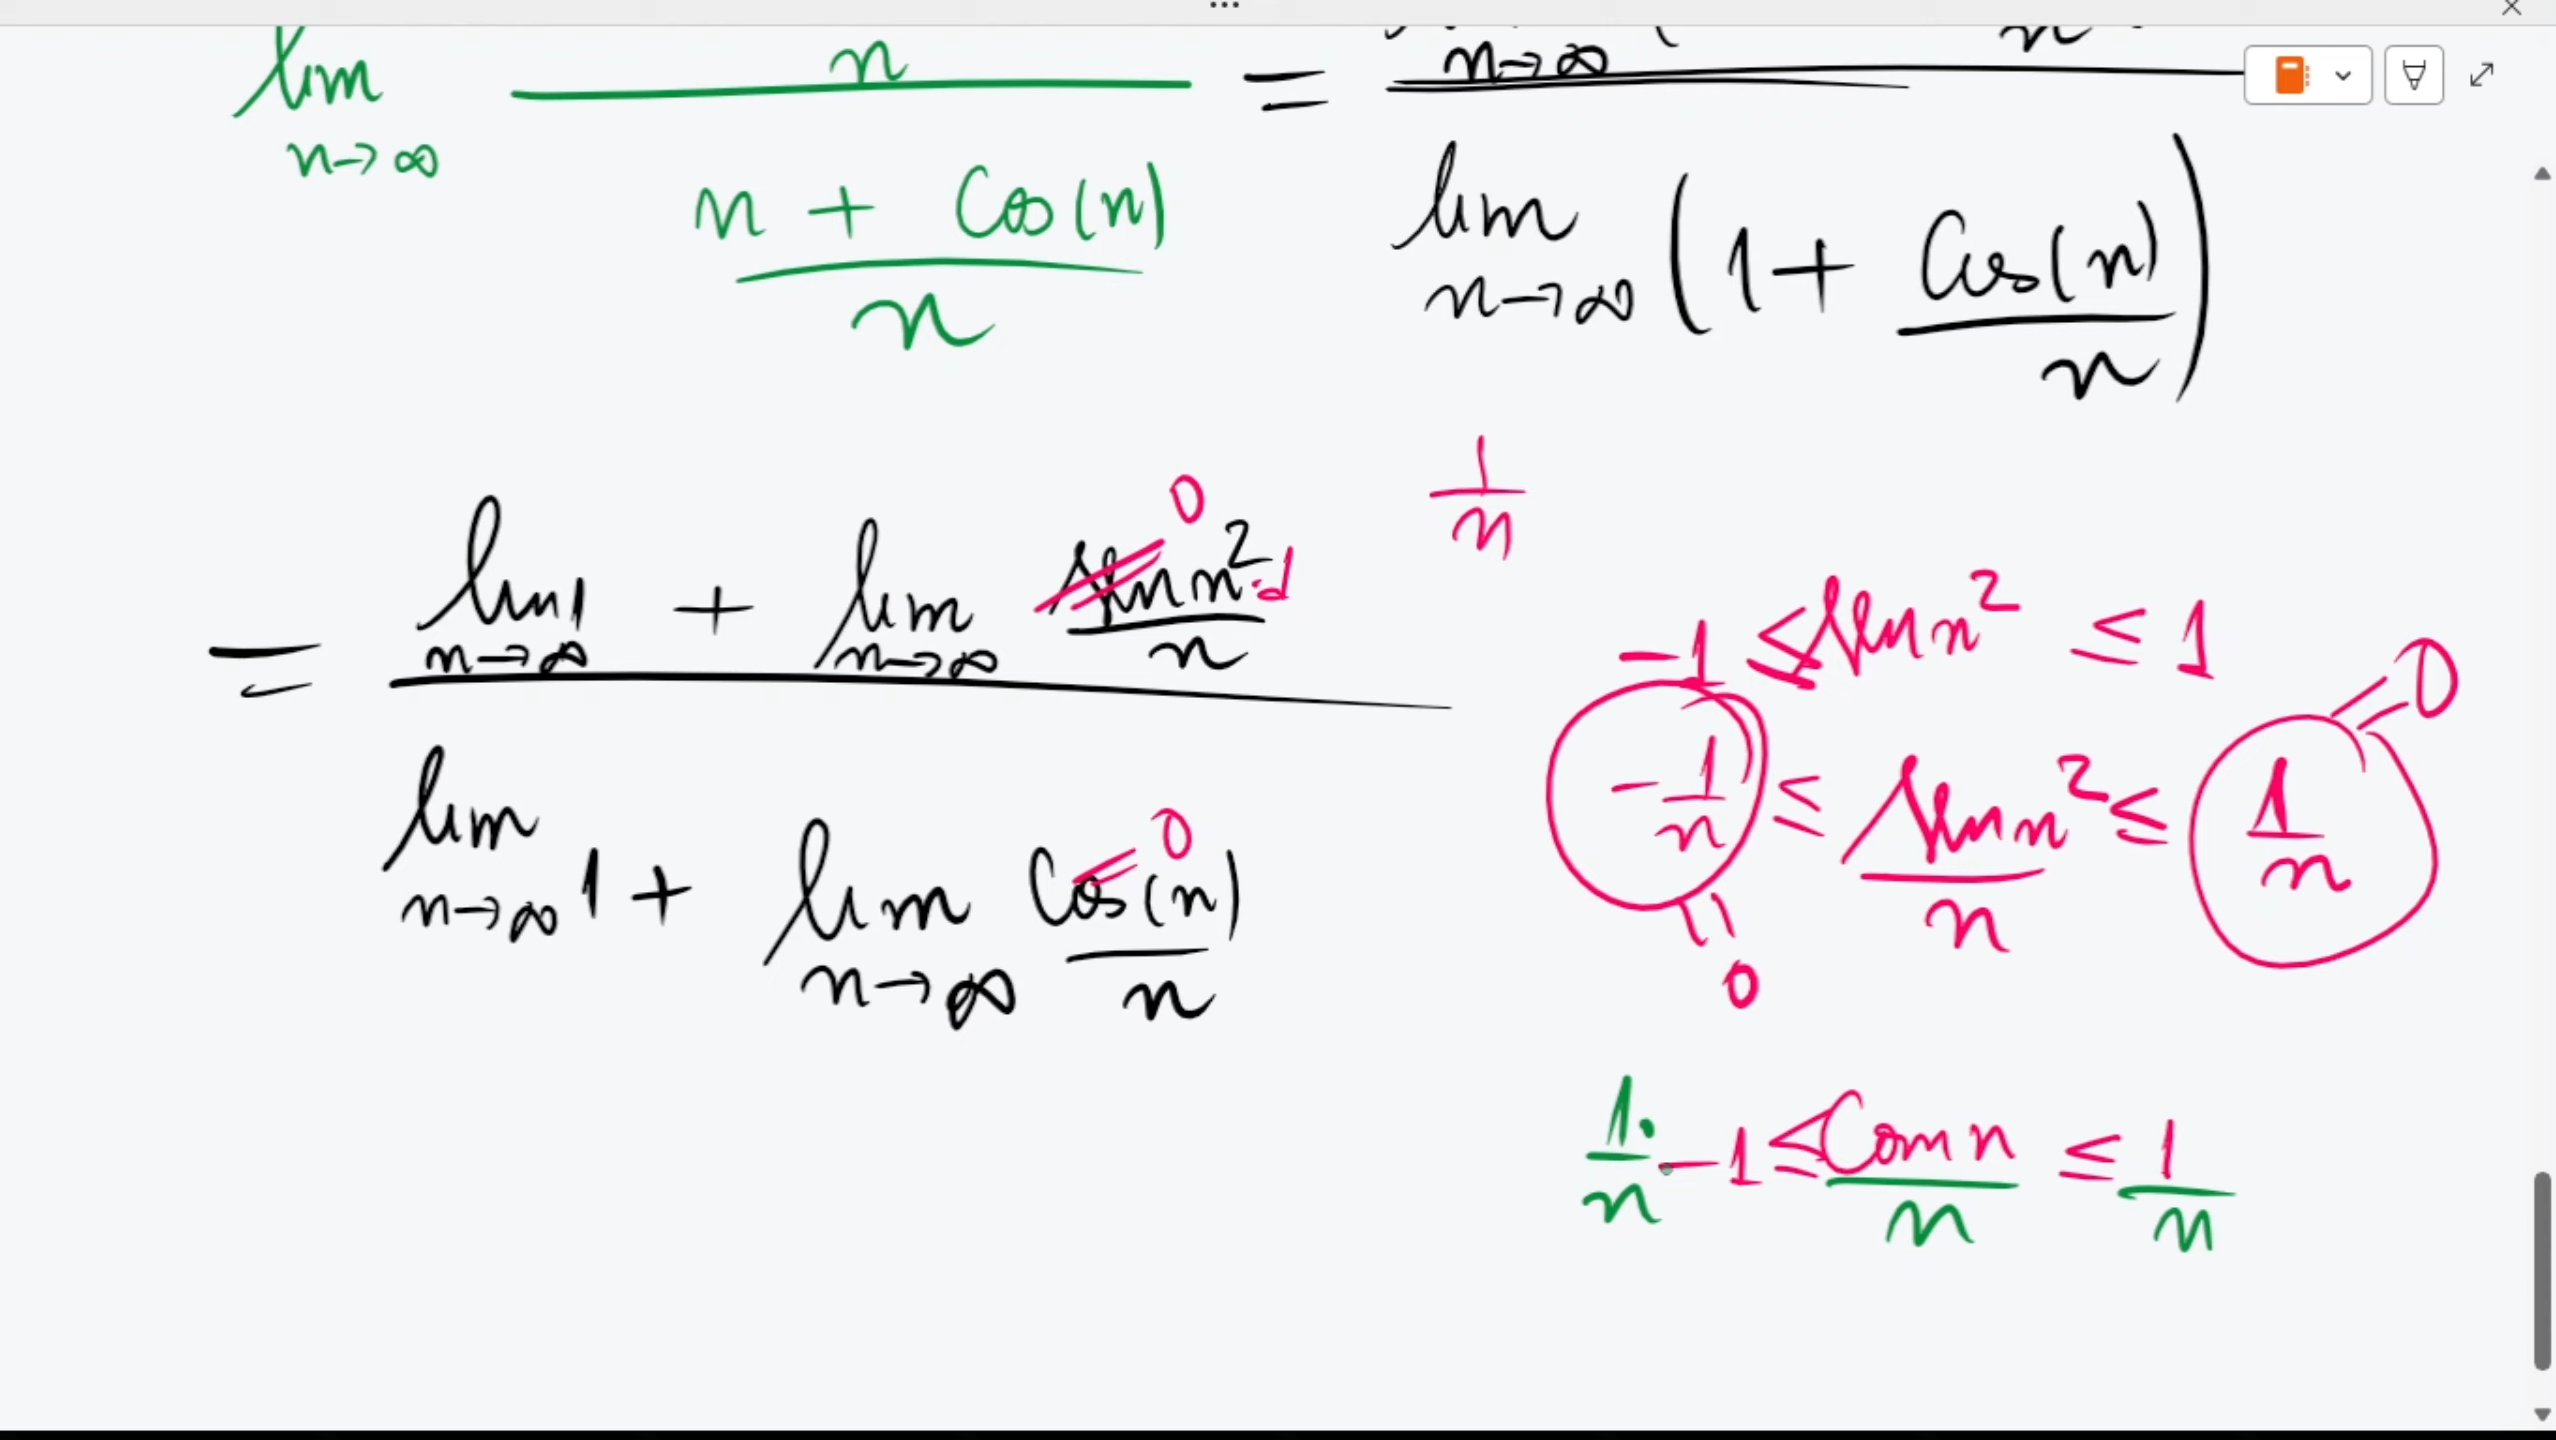 lim n→∞ n = n→∞ ( n
n + Cos(n) / n lim n→∞ (1 + Cos(n) / n)
1/n
= lim n→∞ 1 + lim n→∞ sin n² / n 0
-1 ≤ sin n² ≤ 1
-1/n ≤ sin n² / n ≤ 1/n = 0
= 0
lim n→∞ 1 + lim n→∞ Cos(n) / n = 0
1/n · -1 ≤ Cos n / n ≤ 1/n